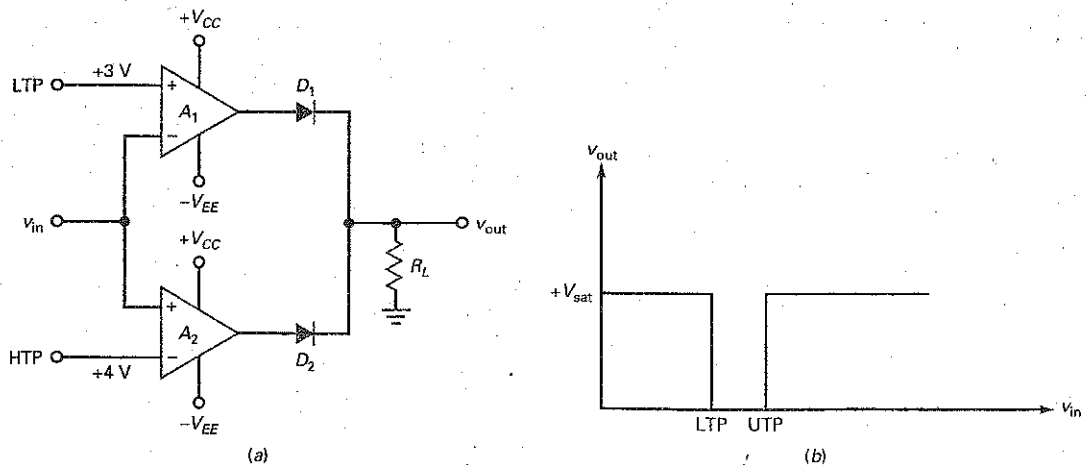 +V_CC
LTP
+3 V
+
A_1
−
D_1
−V_EE
v_in
v_out
+V_CC
R_L
+
A_2
−
D_2
HTP
+4 V
−V_EE
(a)
v_out
+V_sat
LTP
UTP
v_in
(b)